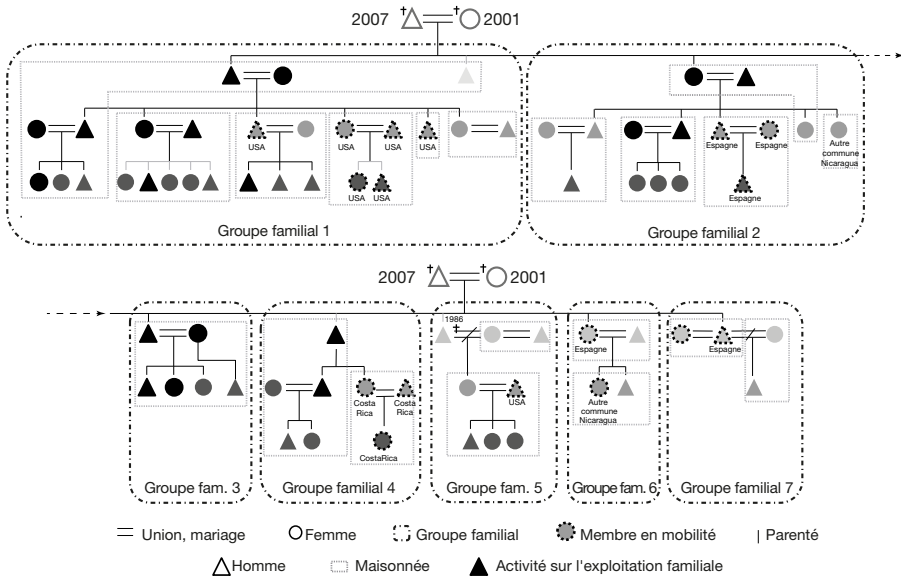 2007 † † 2001
USA
USA USA USA
USA USA
Espagne Espagne
Autre
commune
Nicaragua
Espagne
Groupe familial 1
Groupe familial 2
2007 † † 2001
1986
†
Espagne
Espagne
Costa
Rica
Costa
Rica
USA
Autre
commune
Nicaragua
CostaRica
Groupe fam. 3
Groupe familial 4
Groupe fam. 5
Groupe fam. 6
Groupe familial 7
Union, mariage
Femme
Groupe familial
Membre en mobilité
Parenté
Homme
Maisonnée
Activité sur l'exploitation familiale